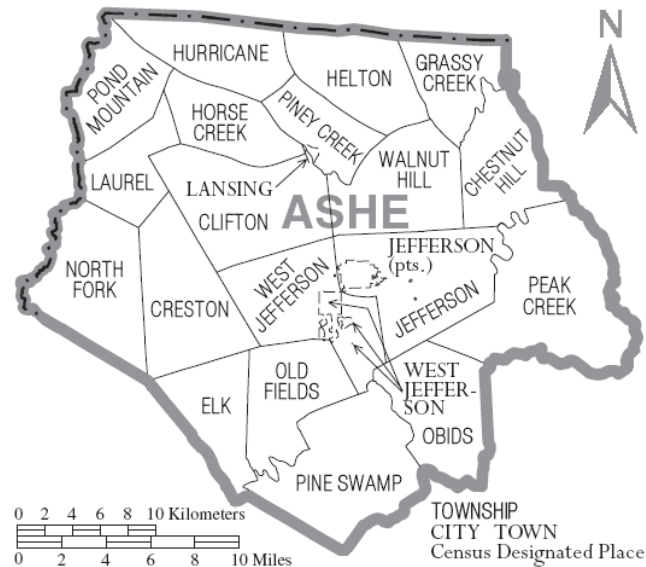 N
HURRICANE
GRASSY
CREEK
HELTON
POND
MOUNTAIN
HORSE
CREEK
PINEY CREEK
WALNUT
HILL
CHESTNUT
HILL
LAUREL
LANSING
CLIFTON
ASHE
JEFFERSON
(pts.)
NORTH
FORK
WEST
JEFFERSON
PEAK
CREEK
CRESTON
JEFFERSON
OLD
FIELDS
WEST
JEFFER-
SON
ELK
OBIDS
PINE SWAMP
0 2 4 6 8 10 Kilometers
0 2 4 6 8 10 Miles
TOWNSHIP
CITY TOWN
Census Designated Place